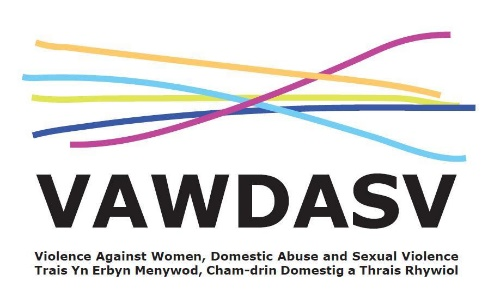 VAWDASV
Violence Against Women, Domestic Abuse and Sexual Violence
Trais Yn Erbyn Menywod, Cham-drin Domestig a Thrais Rhywiol